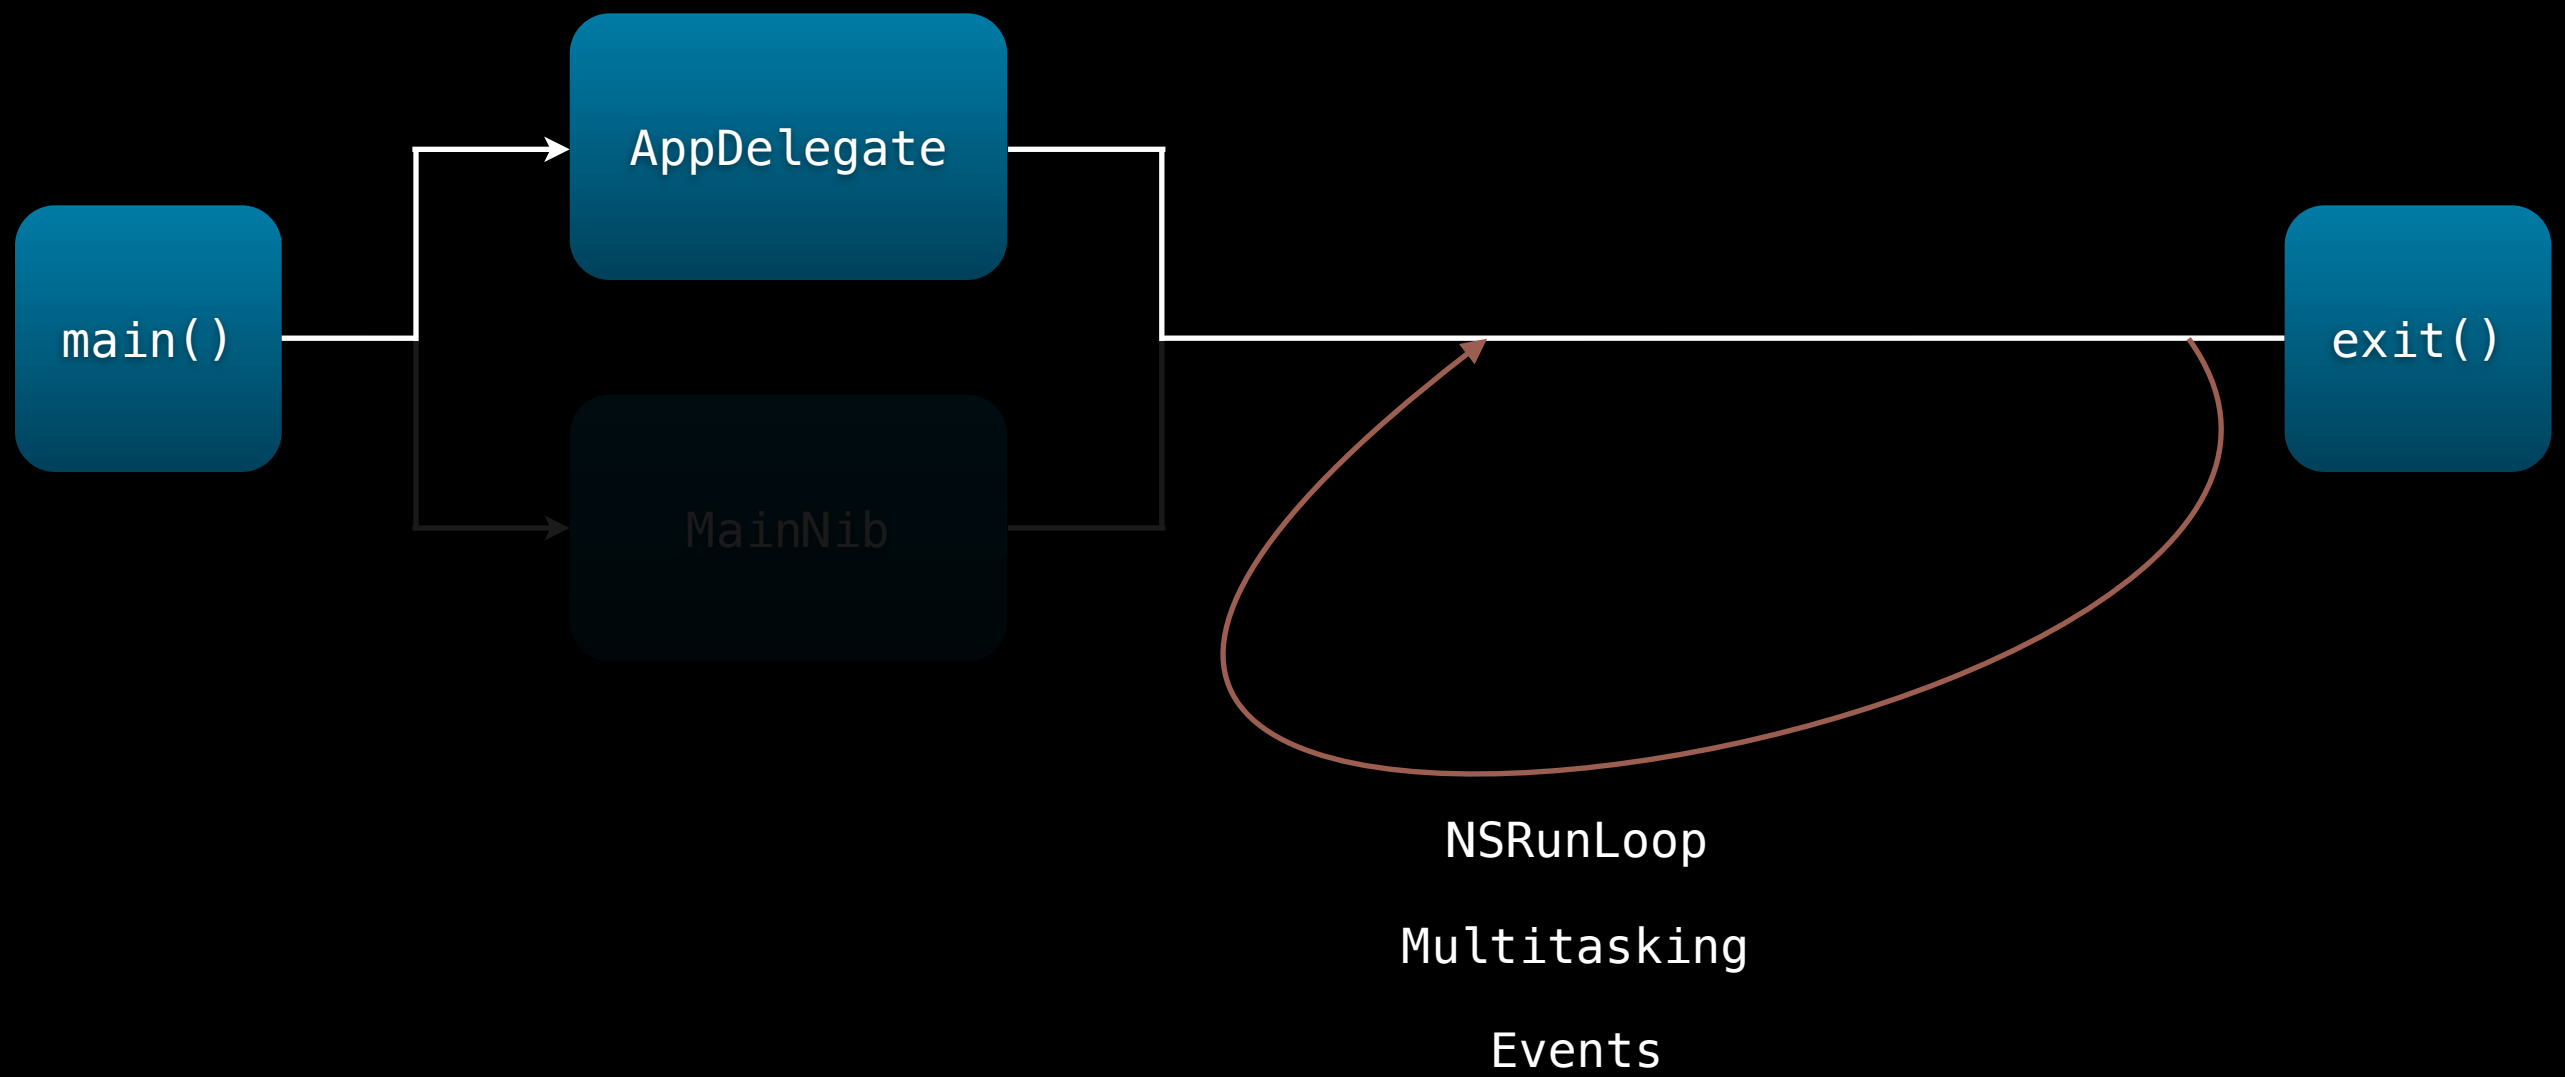 AppDelegate
main()
exit()
MainNib
NSRunLoop
Multitasking
Events